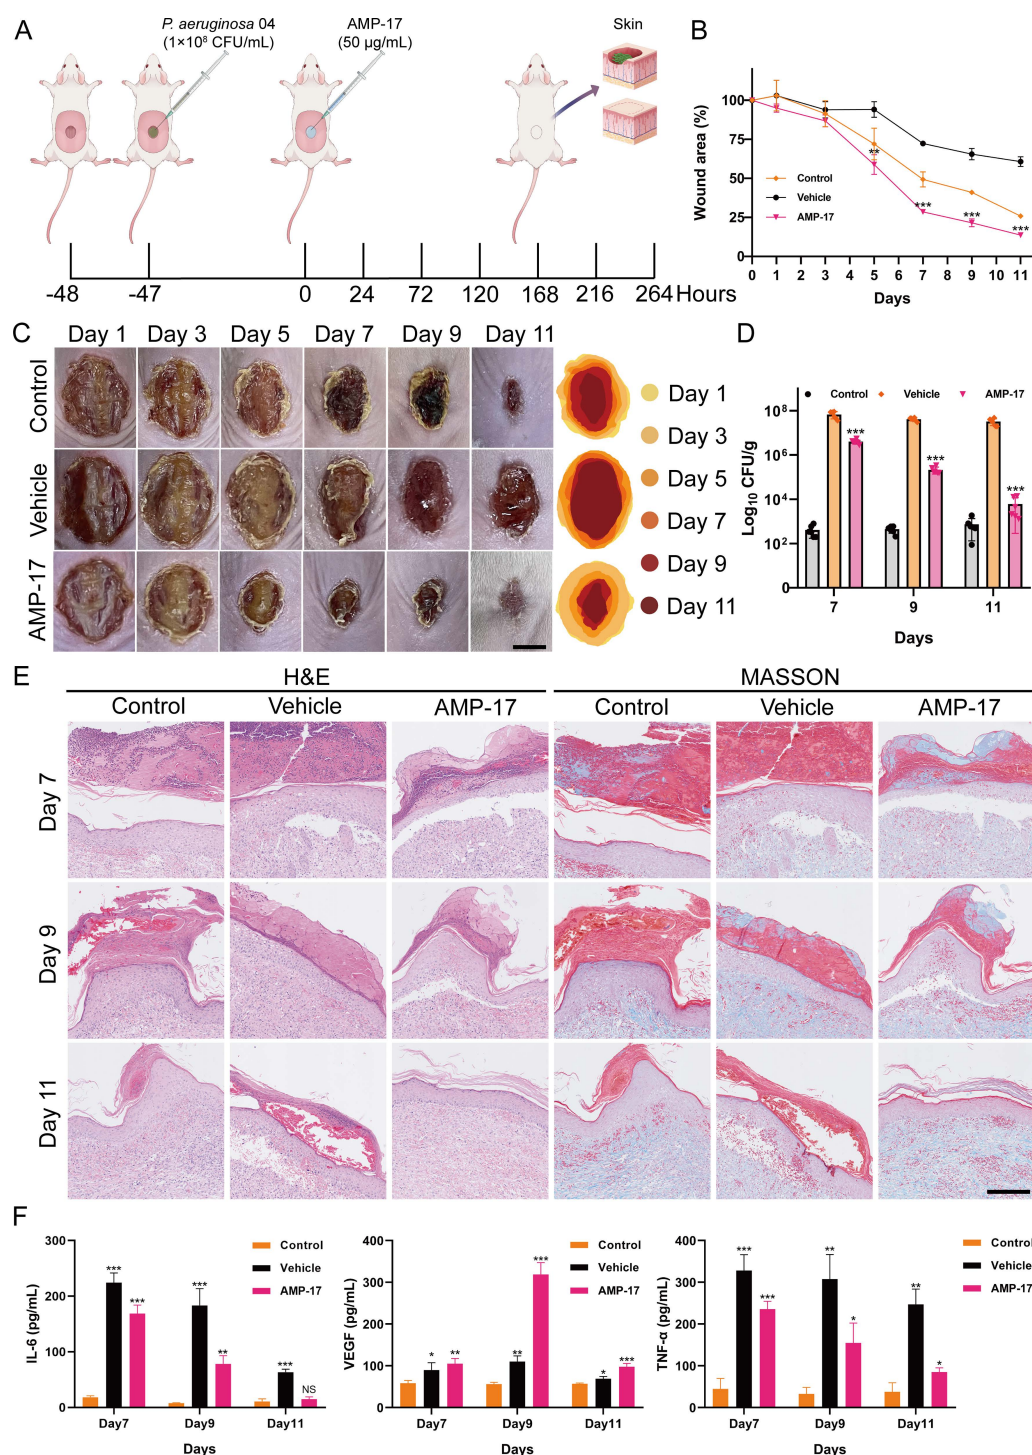 A
P. aeruginosa 04
(1×10⁸ CFU/mL)
AMP-17
(50 μg/mL)
Skin
-48
-47
0
24
72
120
168
216
264
Hours
B
Wound area (%)
100
75
50
25
0
Control
Vehicle
AMP-17
**
***
***
***
0 1 2 3 4 5 6 7 8 9 10 11
Days
C
Day 1
Day 3
Day 5
Day 7
Day 9
Day 11
Control
Vehicle
AMP-17
Day 1
Day 3
Day 5
Day 7
Day 9
Day 11
D
Control
Vehicle
AMP-17
Log₁₀ CFU/g
10⁸
10⁶
10⁴
10²
0
***
***
***
7 9 11
Days
E
H&E
MASSON
Control
Vehicle
AMP-17
Control
Vehicle
AMP-17
Day 7
Day 9
Day 11
F
IL-6 (pg/mL)
300
200
100
0
Control
Vehicle
AMP-17
***
***
***
**
***
NS
Day7 Day9 Day11
Days
VEGF (pg/mL)
400
300
200
100
0
Control
Vehicle
AMP-17
*
**
**
***
*
***
Day7 Day9 Day11
Days
TNF-α (pg/mL)
400
300
200
100
0
Control
Vehicle
AMP-17
***
***
**
*
**
*
Day7 Day9 Day11
Days